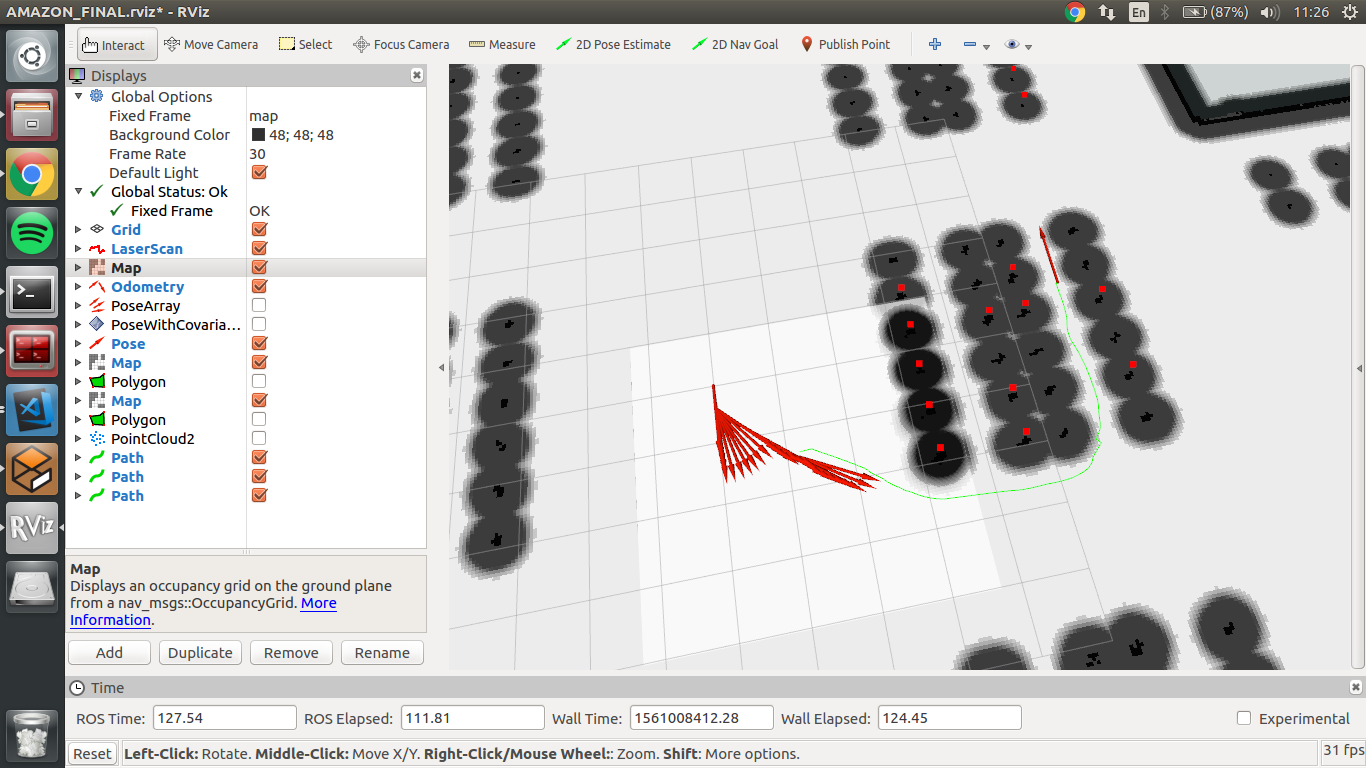 AMAZON_FINAL.rviz* - RViz
En
(87%)
11:26
Interact Move Camera Select Focus Camera Measure 2D Pose Estimate 2D Nav Goal Publish Point
Displays
Global Options
Fixed Frame map
Background Color 48; 48; 48
Frame Rate 30
Default Light
Global Status: Ok
Fixed Frame OK
Grid
LaserScan
Map
Odometry
PoseArray
PoseWithCovaria...
Pose
Map
Polygon
Map
Polygon
PointCloud2
Path
Path
Path
RViz
Map
Displays an occupancy grid on the ground plane
from a nav_msgs::OccupancyGrid. More
Information.
Add Duplicate Remove Rename
Time
ROS Time: 127.54 ROS Elapsed: 111.81 Wall Time: 1561008412.28 Wall Elapsed: 124.45 Experimental
Reset Left-Click: Rotate. Middle-Click: Move X/Y. Right-Click/Mouse Wheel:: Zoom. Shift: More options. 31 fps